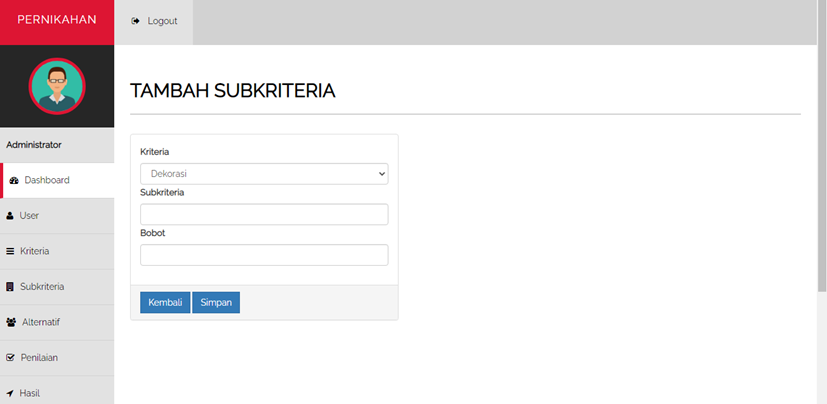 PERNIKAHAN
Logout
Administrator
Dashboard
User
Kriteria
Subkriteria
Alternatif
Penilaian
Hasil
TAMBAH SUBKRITERIA
Kriteria
Dekorasi
Subkriteria
Bobot
Kembali Simpan